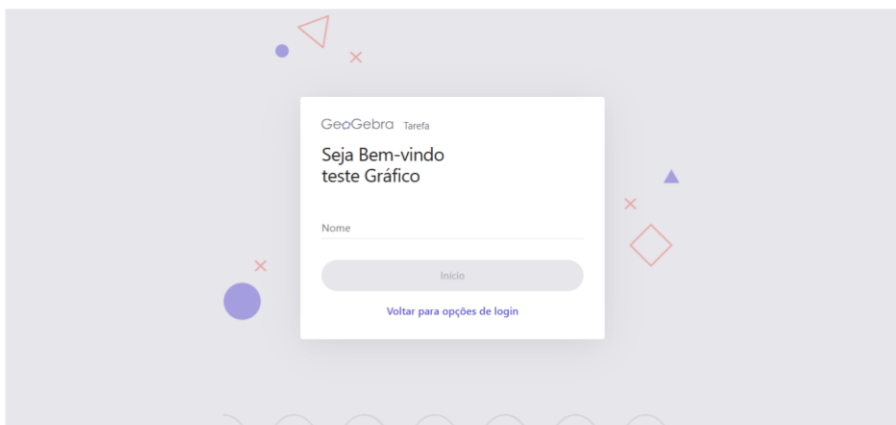 GeoGebra Tarefa
Seja Bem-vindo
teste Gráfico
Nome
Início
Voltar para opções de login